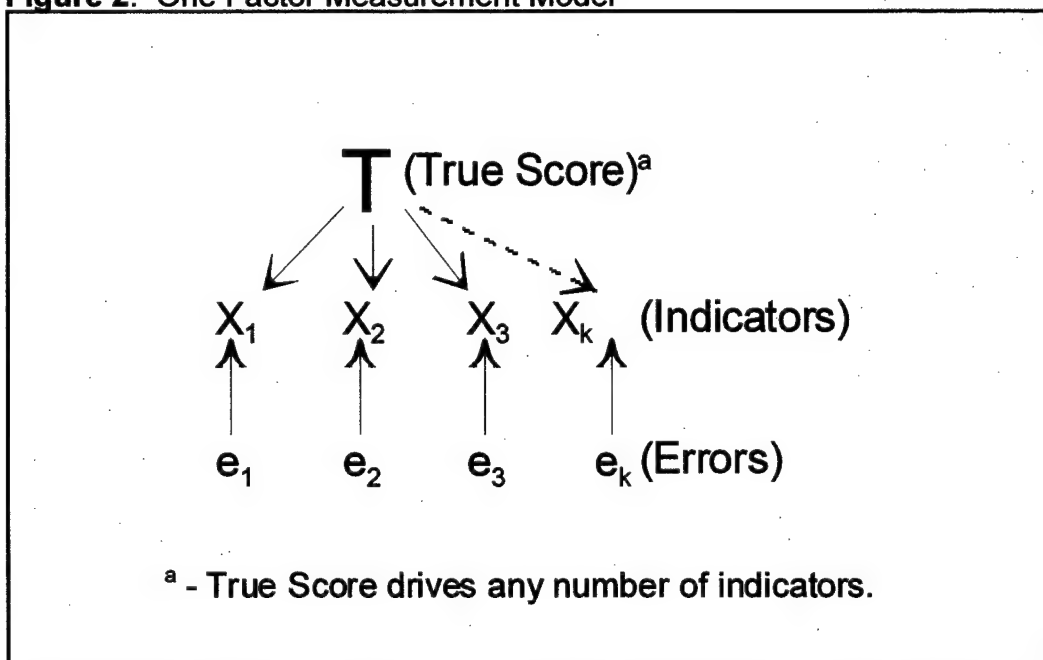 Figure 2. One Factor Measurement Model
T (True Score)ᵃ
X₁ X₂ X₃ Xₖ (Indicators)
e₁ e₂ e₃ eₖ (Errors)
ᵃ - True Score drives any number of indicators.